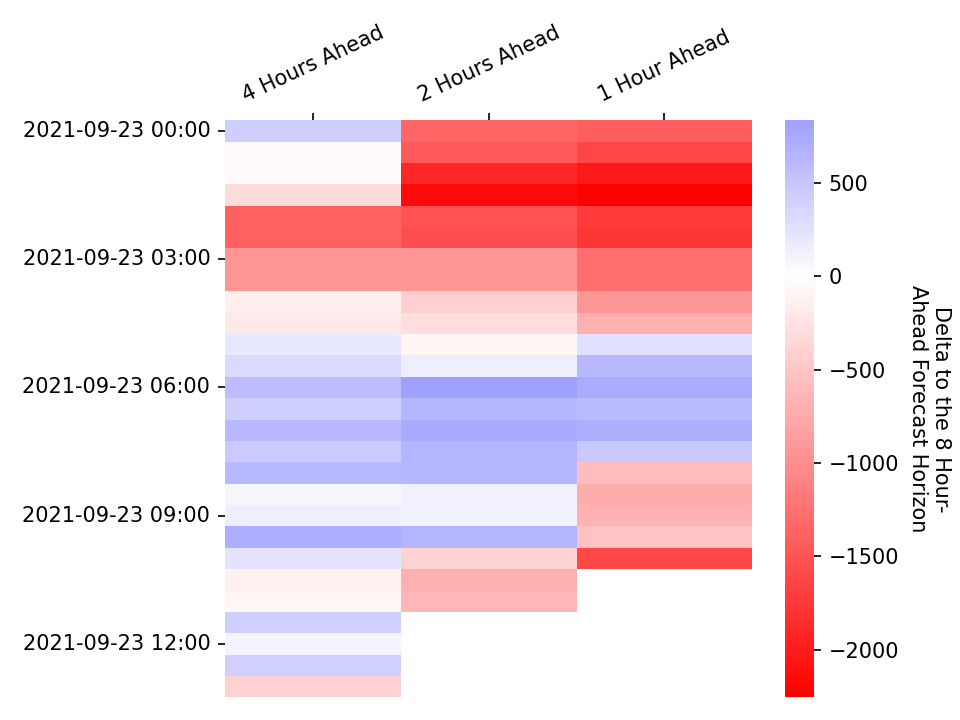 4 Hours Ahead
2 Hours Ahead
1 Hour Ahead
2021-09-23 00:00
2021-09-23 03:00
2021-09-23 06:00
2021-09-23 09:00
2021-09-23 12:00
500
0
−500
−1000
−1500
−2000
Delta to the 8 Hour-
Ahead Forecast Horizon